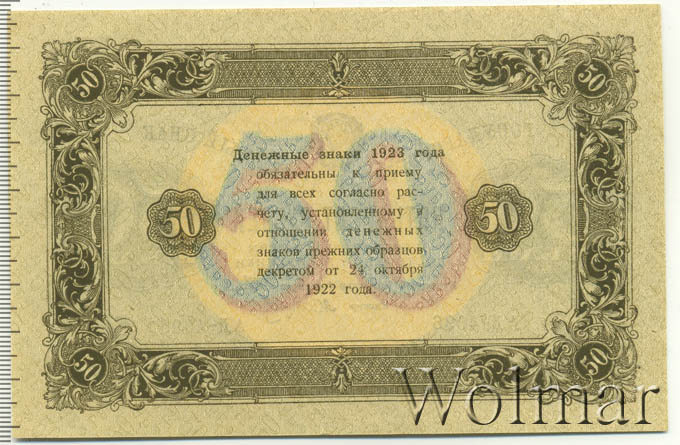 50 50
Денежные знаки 1923 года
обязательны к приему
для всех согласно рас-
чету, установленному в
отношении денежных
знаков прежних образцов,
декретом от 24 октября
1922 года.
50 50
50
50 50
Wolmar